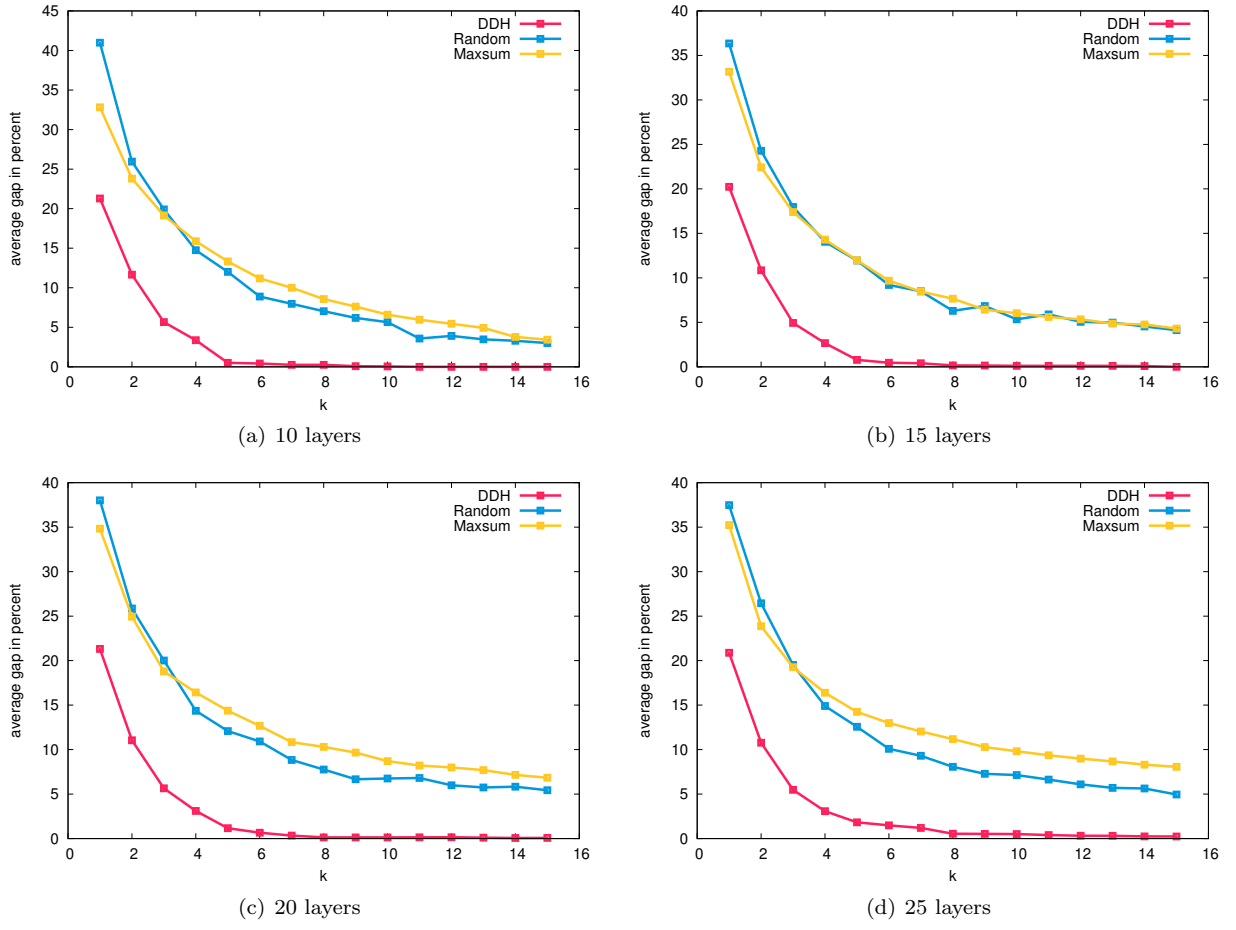 45
40
35
30
25
20
15
10
5
0
average gap in percent
DDH
Random
Maxsum
0 2 4 6 8 10 12 14 16
k
(a) 10 layers
40
35
30
25
20
15
10
5
0
average gap in percent
DDH
Random
Maxsum
0 2 4 6 8 10 12 14 16
k
(b) 15 layers
40
35
30
25
20
15
10
5
0
average gap in percent
DDH
Random
Maxsum
0 2 4 6 8 10 12 14 16
k
(c) 20 layers
40
35
30
25
20
15
10
5
0
average gap in percent
DDH
Random
Maxsum
0 2 4 6 8 10 12 14 16
k
(d) 25 layers